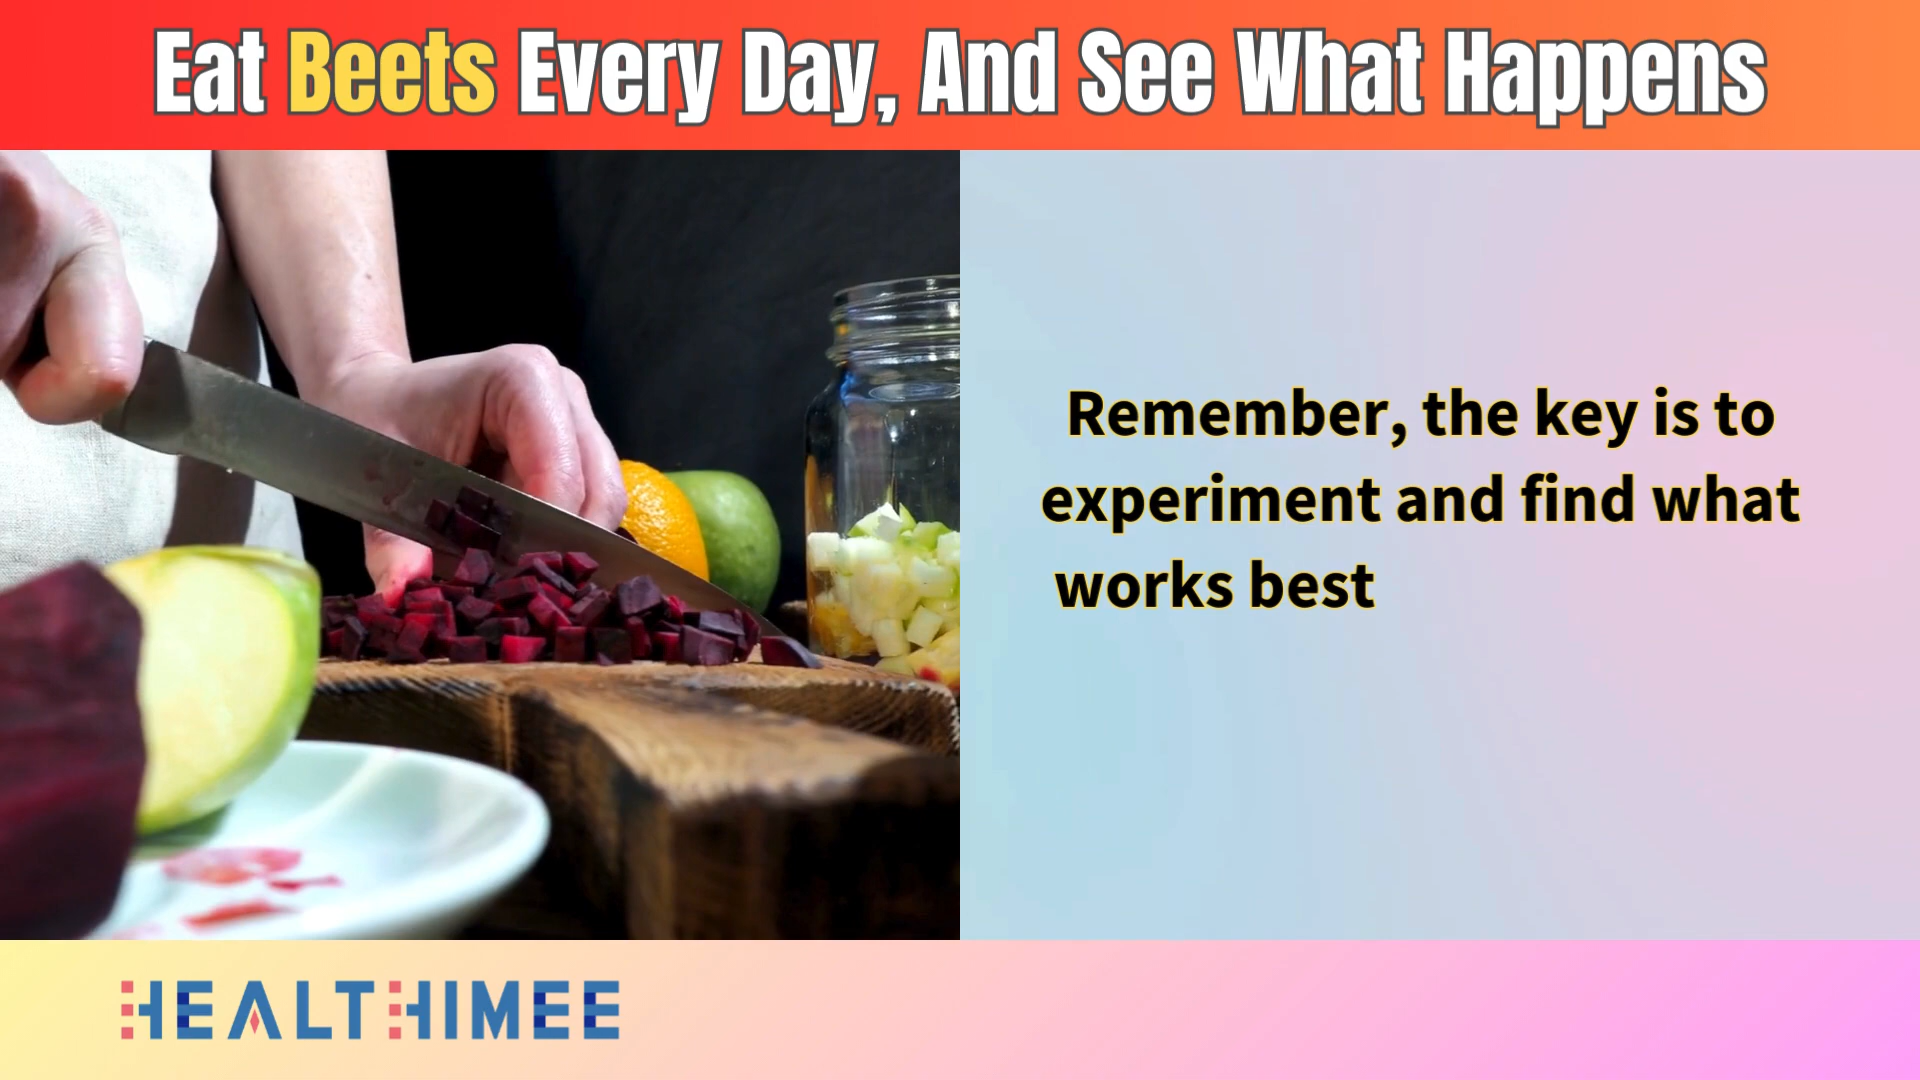 Eat Beets Every Day, And See What Happens
Remember, the key is to
experiment and find what
works best
HEALTHIMEE